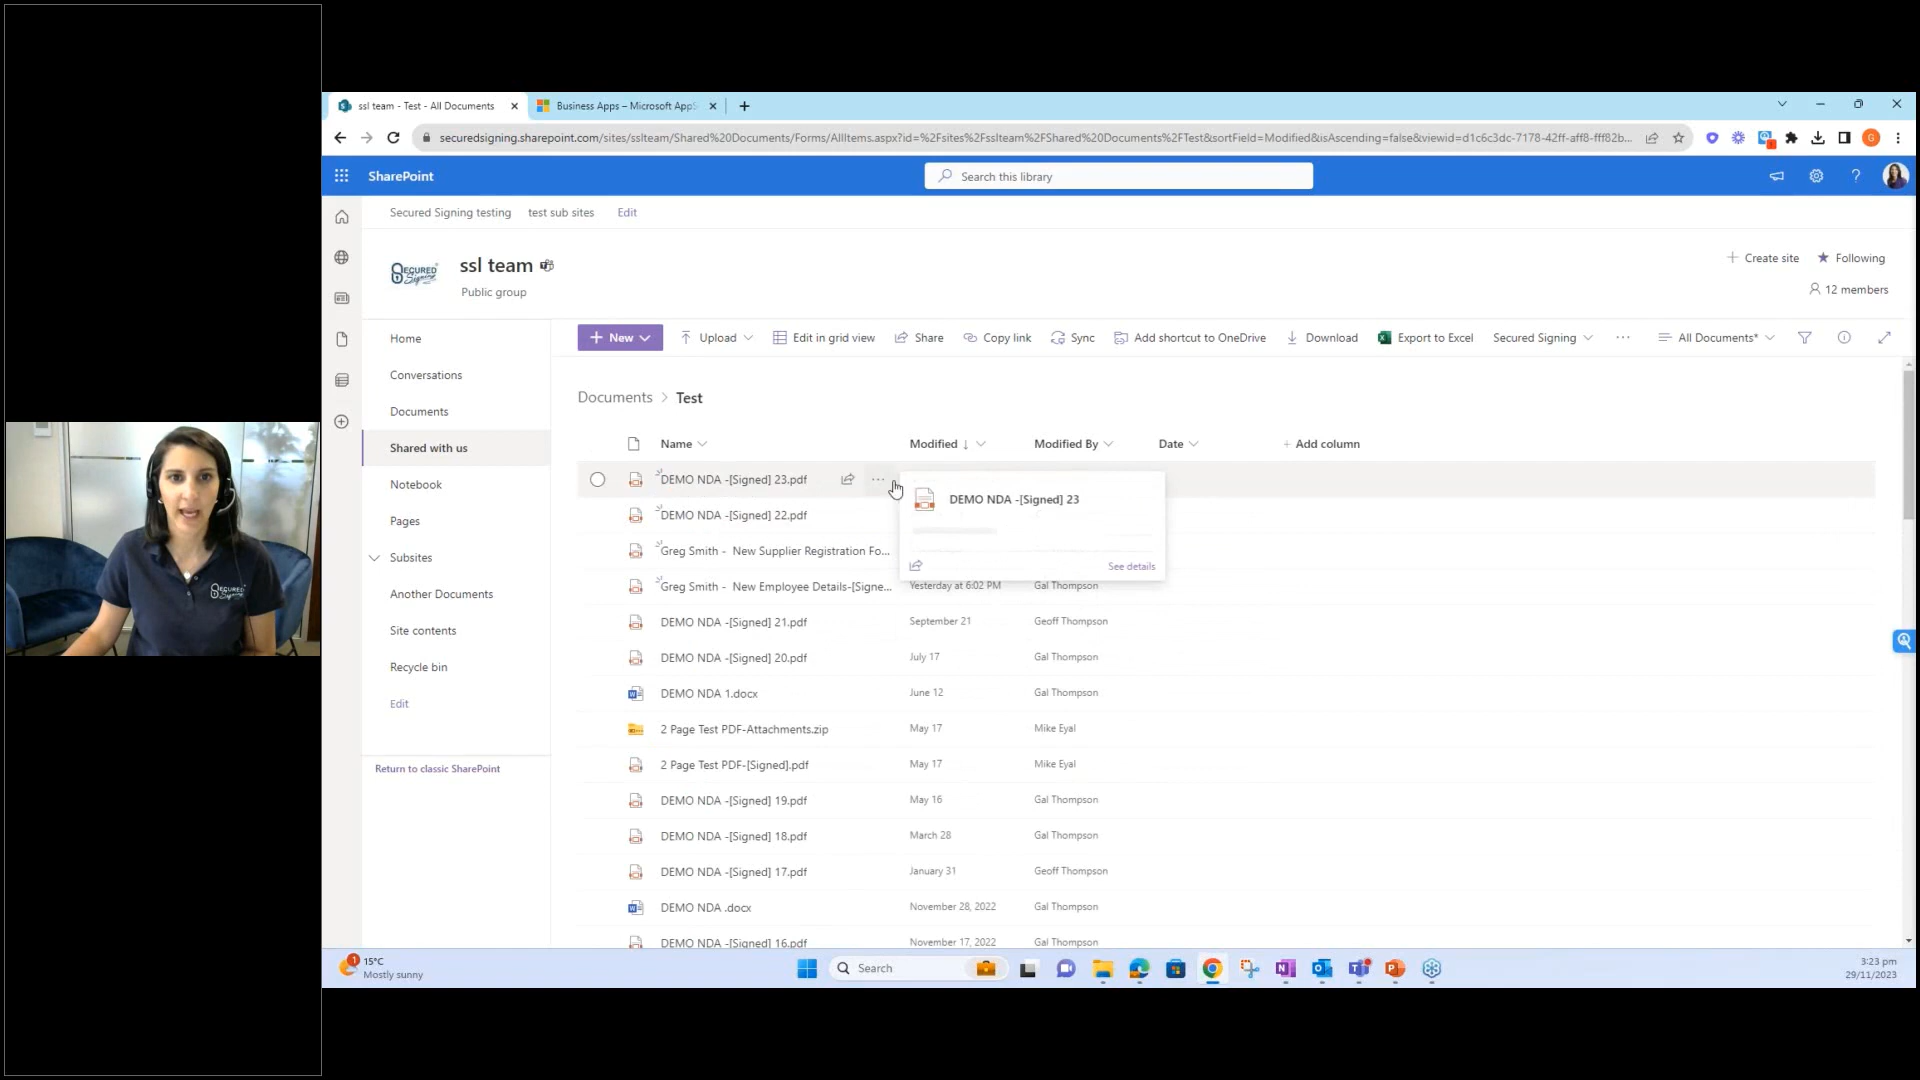 ssl team - Test - All Documents
Business Apps – Microsoft AppS
securedsigning.sharepoint.com/sites/sslteam/Shared%20Documents/Forms/AllItems.aspx?id=%2Fsites%2Fsslteam%2FShared%20Documents%2FTest&sortField=Modified&isAscending=false&viewid=d1c6c3dc-7178-42ff-aff8-fff82b...
G
SharePoint
Search this library
Secured Signing testing test sub sites Edit
SECURED Signing
ssl team
Public group
Create site Following
12 members
Home
Conversations
Documents
Shared with us
Notebook
Pages
Subsites
Another Documents
Site contents
Recycle bin
Edit
Return to classic SharePoint
+ New Upload Edit in grid view Share Copy link Sync Add shortcut to OneDrive Download Export to Excel Secured Signing ... All Documents*
Documents > Test
Name Modified ↓ Modified By Date + Add column
DEMO NDA -[Signed] 23.pdf
DEMO NDA -[Signed] 23
See details
DEMO NDA -[Signed] 22.pdf
Greg Smith - New Supplier Registration Fo...
Greg Smith - New Employee Details-[Signe... Yesterday at 6:02 PM Gal Thompson
DEMO NDA -[Signed] 21.pdf September 21 Geoff Thompson
DEMO NDA -[Signed] 20.pdf July 17 Gal Thompson
DEMO NDA 1.docx June 12 Gal Thompson
2 Page Test PDF-Attachments.zip May 17 Mike Eyal
2 Page Test PDF-[Signed].pdf May 17 Mike Eyal
DEMO NDA -[Signed] 19.pdf May 16 Gal Thompson
DEMO NDA -[Signed] 18.pdf March 28 Gal Thompson
DEMO NDA -[Signed] 17.pdf January 31 Geoff Thompson
DEMO NDA .docx November 28, 2022 Gal Thompson
DEMO NDA -[Signed] 16.pdf November 17, 2022 Gal Thompson
1
15°C
Mostly sunny
Search
3:23 pm
29/11/2023